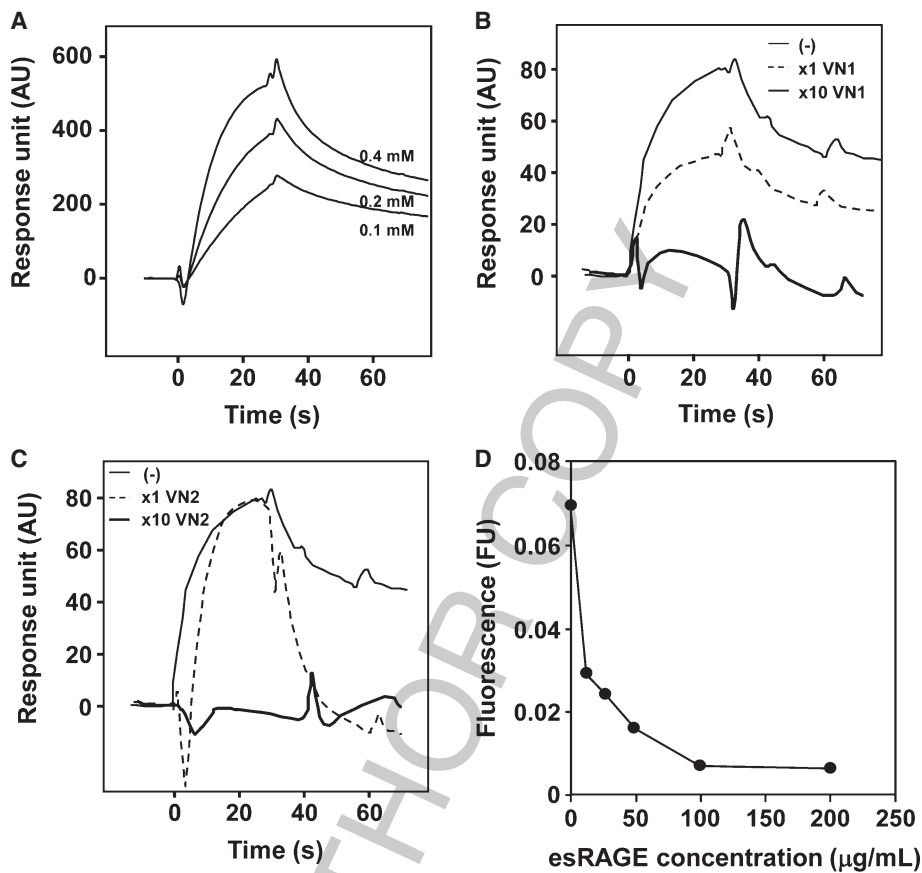 A
Response unit (AU)
600
400
200
0
0.4 mM
0.2 mM
0.1 mM
0 20 40 60
Time (s)
B
Response unit (AU)
80
60
40
20
0
(-)
x1 VN1
x10 VN1
0 20 40 60
Time (s)
C
Response unit (AU)
80
60
40
20
0
(-)
x1 VN2
x10 VN2
0 20 40 60
Time (s)
D
Fluorescence (FU)
0.08
0.06
0.04
0.02
0
0 50 100 150 200 250
esRAGE concentration (μg/mL)
THOR COPY